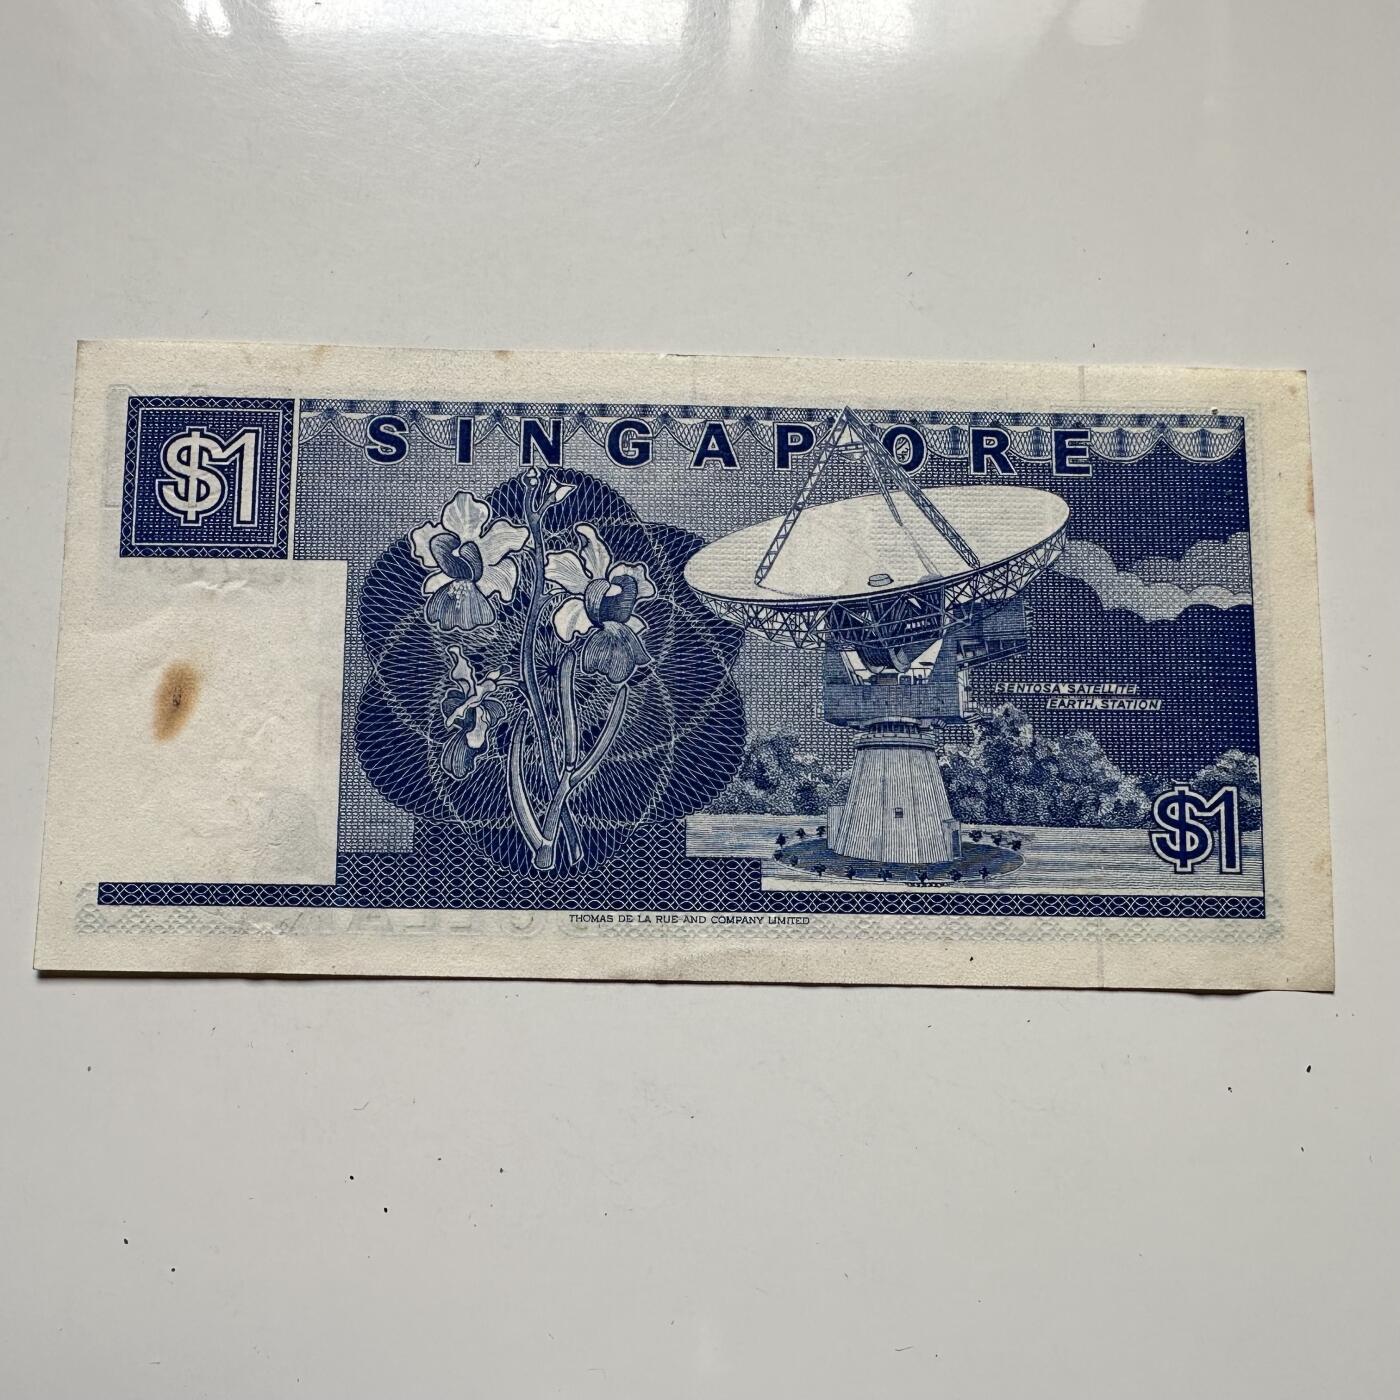 $1
SINGAPORE
SENTOSA SATELLITE
EARTH STATION
$1
THOMAS DE LA RUE AND COMPANY LIMITED